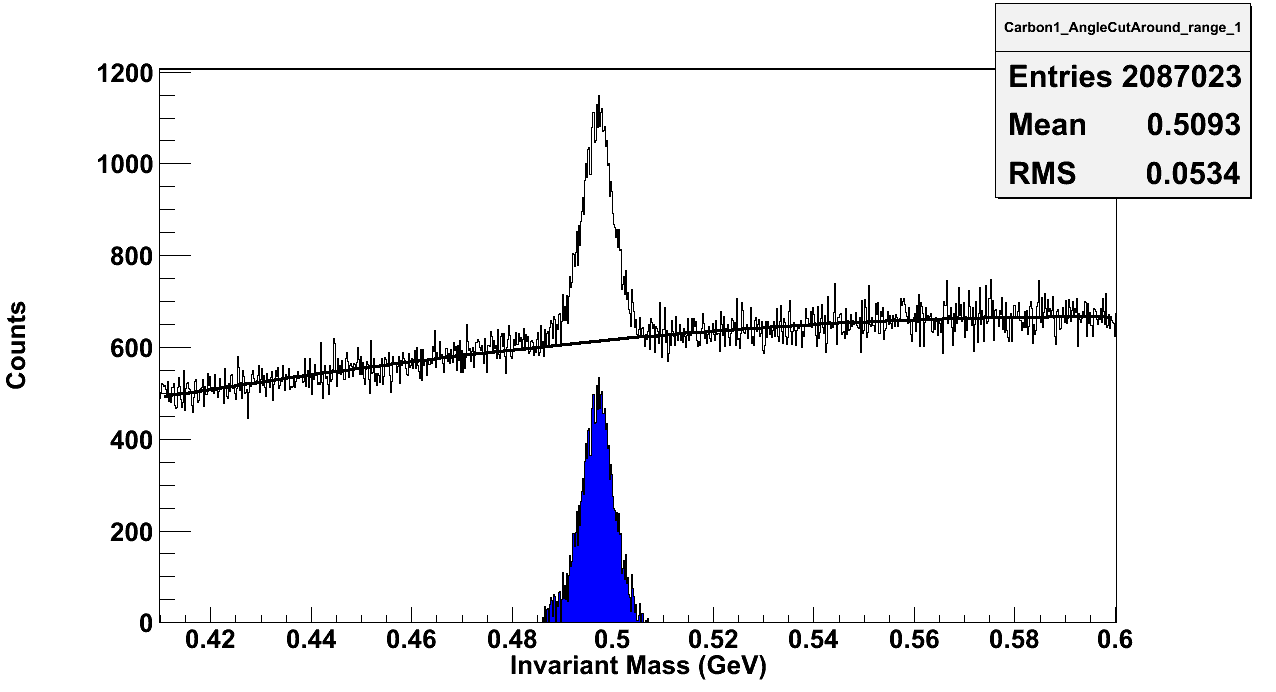 Carbon1_AngleCutAround_range_1
Entries 2087023
Mean 0.5093
RMS 0.0534
1200
1000
800
600
400
200
0
Counts
0.42 0.44 0.46 0.48 0.5 0.52 0.54 0.56 0.58 0.6
Invariant Mass (GeV)